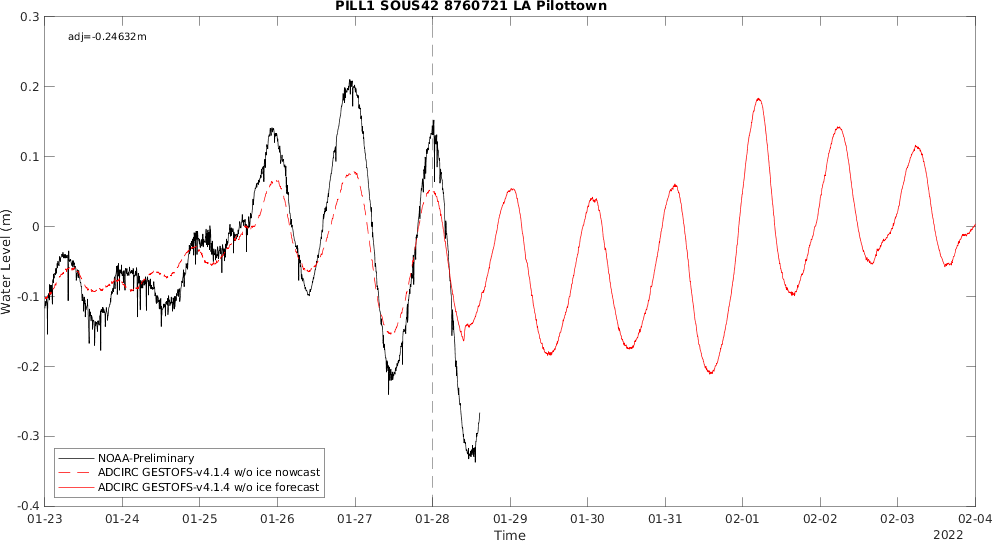 PILL1 SOUS42 8760721 LA Pilottown
adj=-0.24632m
0.3
0.2
0.1
0
-0.1
-0.2
-0.3
-0.4
Water Level (m)
NOAA-Preliminary
ADCIRC GESTOFS-v4.1.4 w/o ice nowcast
ADCIRC GESTOFS-v4.1.4 w/o ice forecast
01-23 01-24 01-25 01-26 01-27 01-28 01-29 01-30 01-31 02-01 02-02 02-03 02-04
Time
2022